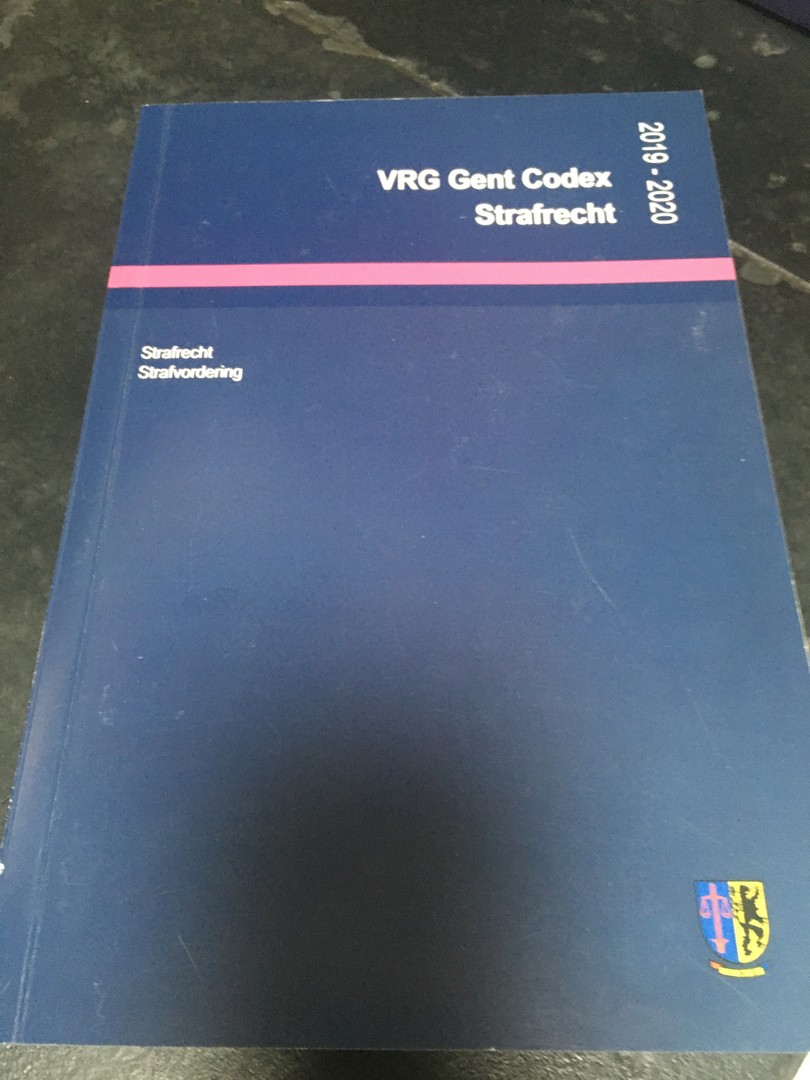 VRG Gent Codex
Strafrecht
2019 - 2020
Strafrecht
Strafvordering